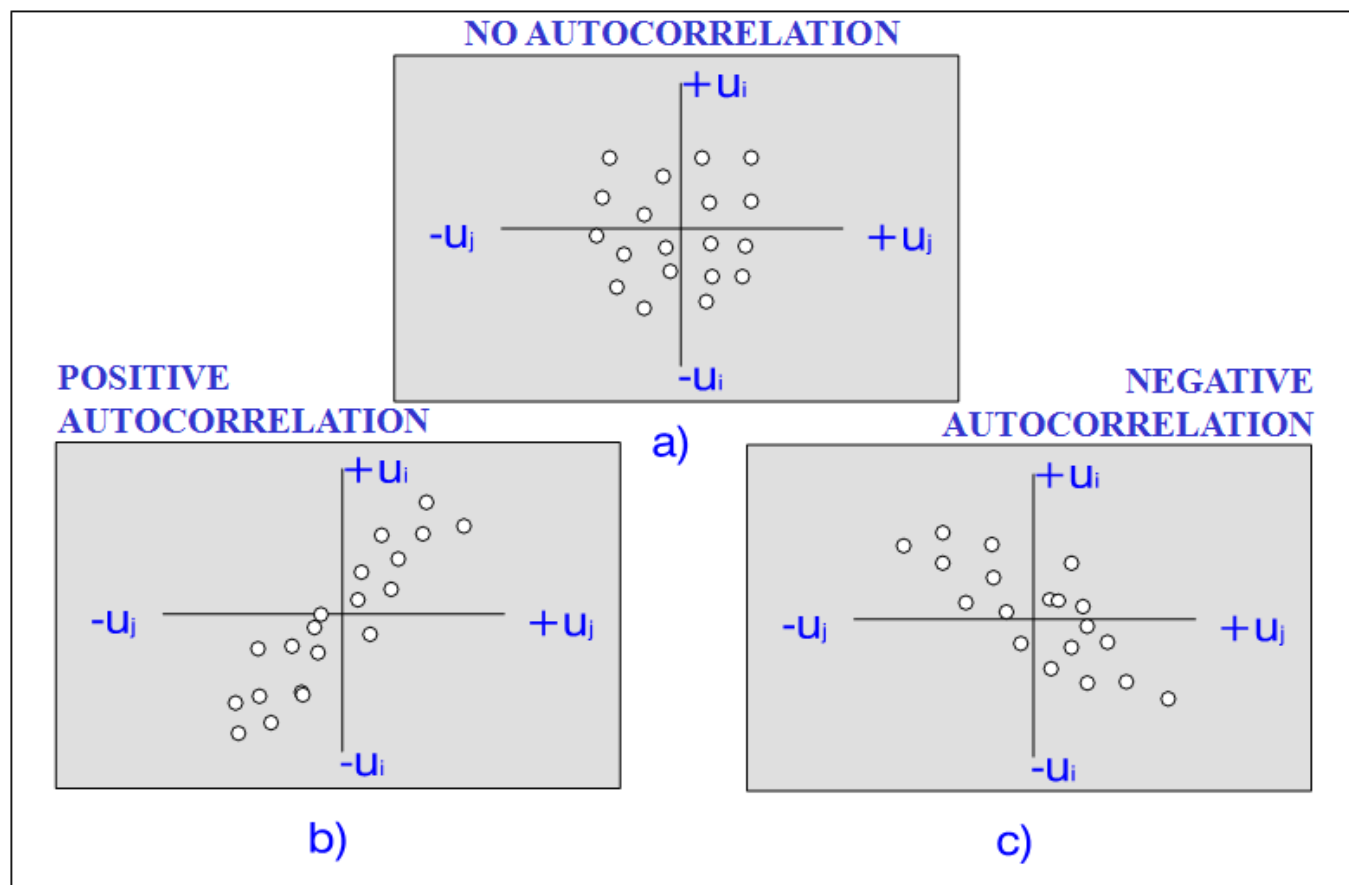 NO AUTOCORRELATION
+uᵢ
-uⱼ
+uⱼ
-uᵢ
a)
POSITIVE
AUTOCORRELATION
+uᵢ
-uⱼ
+uⱼ
-uᵢ
b)
NEGATIVE
AUTOCORRELATION
+uᵢ
-uⱼ
+uⱼ
-uᵢ
c)